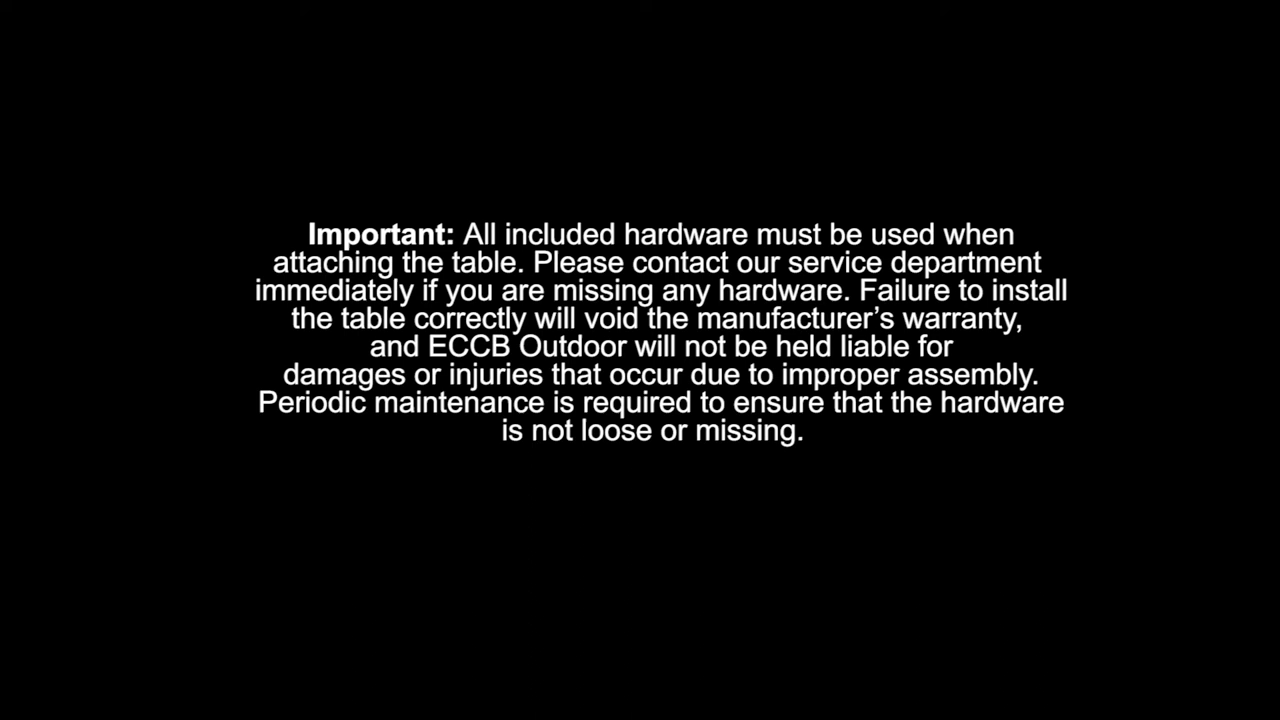 Important: All included hardware must be used when
attaching the table. Please contact our service department
immediately if you are missing any hardware. Failure to install
the table correctly will void the manufacturer’s warranty,
and ECCB Outdoor will not be held liable for
damages or injuries that occur due to improper assembly.
Periodic maintenance is required to ensure that the hardware
is not loose or missing.